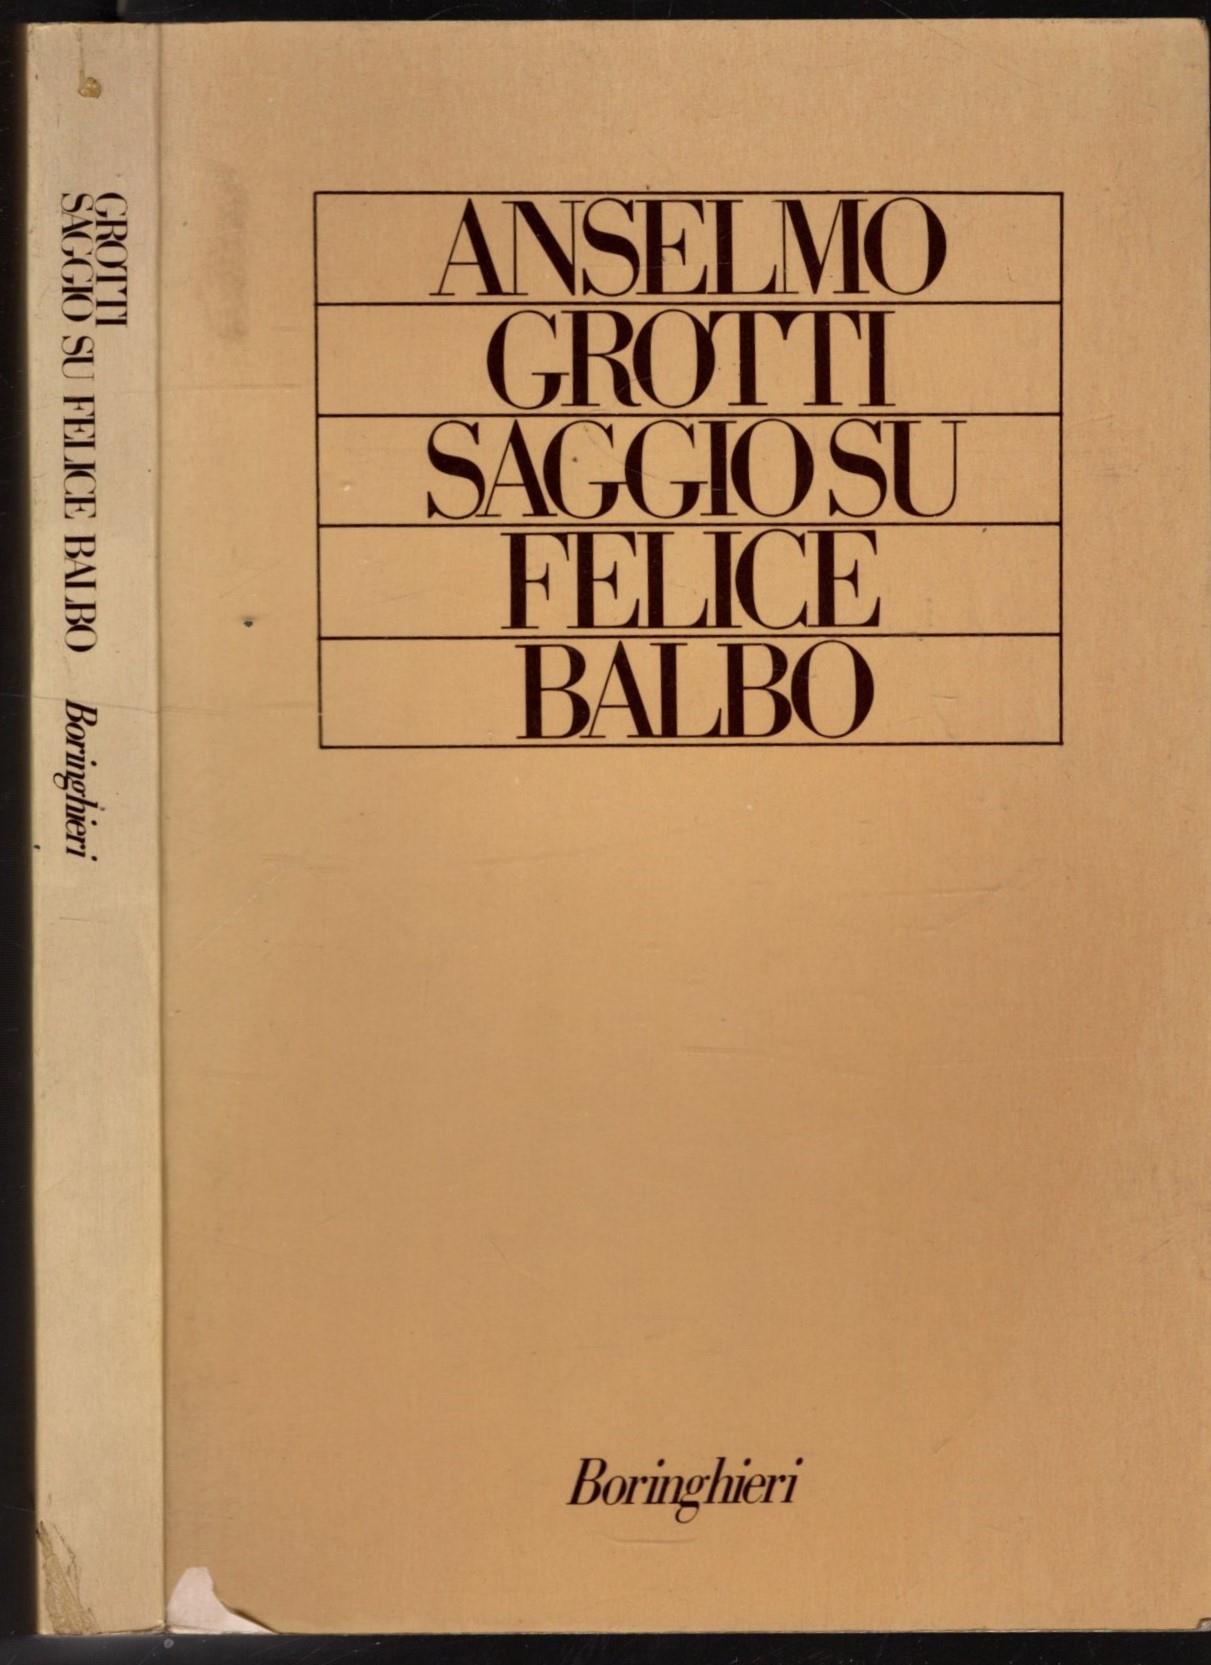 GROTTI
SAGGIO SU FELICE BALBO Boringhieri
ANSELMO
GROTTI
SAGGIO SU
FELICE
BALBO
Boringhieri